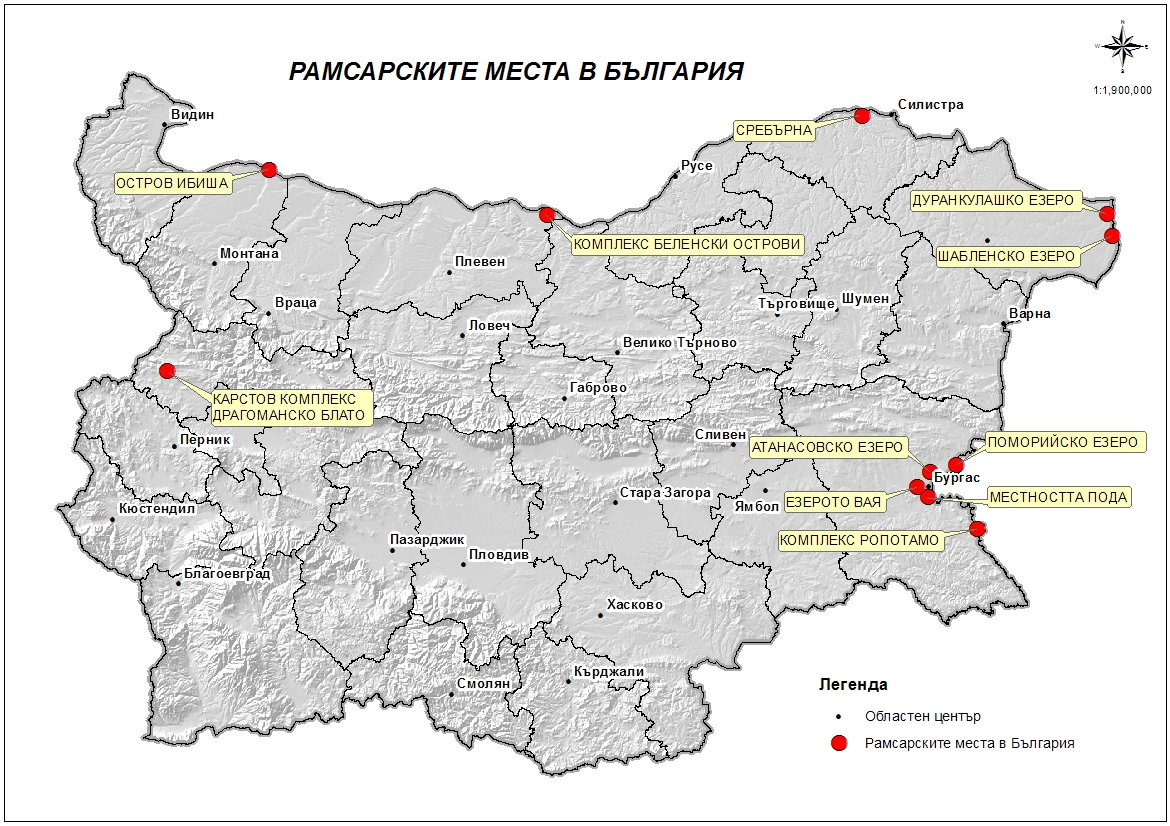 РАМСАРСКИТЕ МЕСТА В БЪЛГАРИЯ
N
W
E
S
1:1,900,000
Видин
Силистра
СРЕБЪРНА
Русе
ОСТРОВ ИБИША
ДУРАНКУЛАШКО ЕЗЕРО
КОМПЛЕКС БЕЛЕНСКИ ОСТРОВИ
ШАБЛЕНСКО ЕЗЕРО
Монтана
Плевен
Враца
Търговище
Шумен
Варна
Ловеч
Велико Търново
Габрово
КАРСТОВ КОМПЛЕКС
ДРАГОМАНСКО БЛАТО
Перник
Сливен
АТАНАСОВСКО ЕЗЕРО
ПОМОРИЙСКО ЕЗЕРО
Бургас
Стара Загора
Ямбол
ЕЗЕРОТО ВАЯ
МЕСТНОСТТА ПОДА
Кюстендил
Пазарджик
КОМПЛЕКС РОПОТАМО
Пловдив
Благоевград
Хасково
Кърджали
Смолян
Легенда
Областен център
Рамсарските места в България